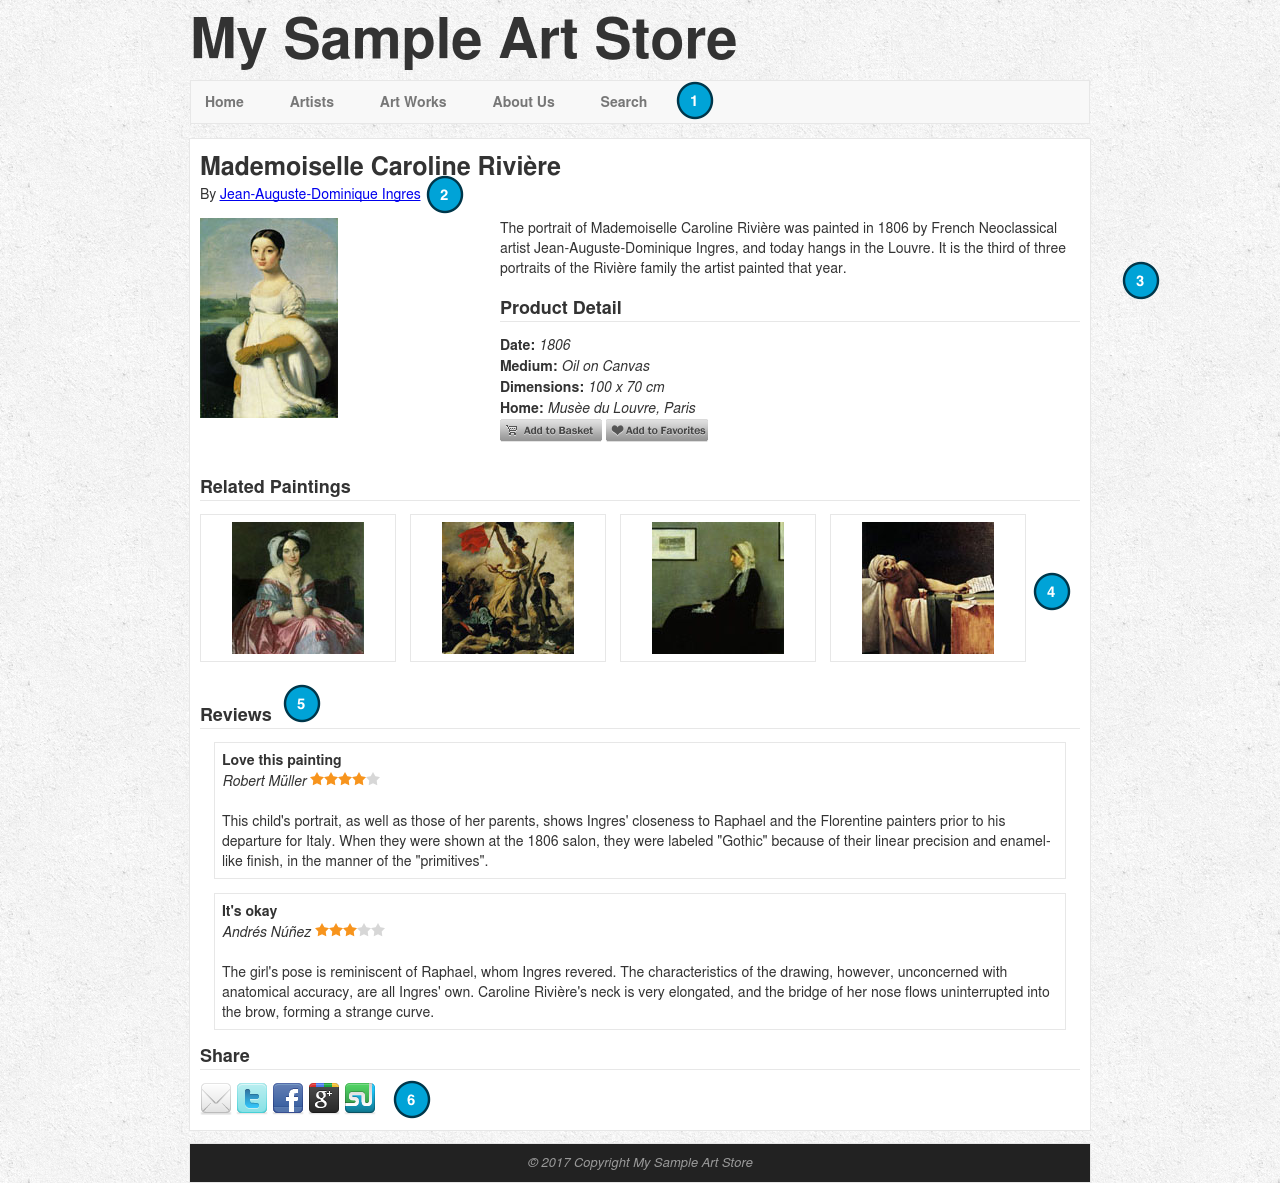 My Sample Art Store
Home Artists Art Works About Us Search 1
Mademoiselle Caroline Rivière
By Jean-Auguste-Dominique Ingres 2
The portrait of Mademoiselle Caroline Rivière was painted in 1806 by French Neoclassical
artist Jean-Auguste-Dominique Ingres, and today hangs in the Louvre. It is the third of three
portraits of the Rivière family the artist painted that year.
3
Product Detail
Date: 1806
Medium: Oil on Canvas
Dimensions: 100 x 70 cm
Home: Musèe du Louvre, Paris
Add to Basket Add to Favorites
Related Paintings
4
Reviews 5
Love this painting
Robert Müller
This child's portrait, as well as those of her parents, shows Ingres' closeness to Raphael and the Florentine painters prior to his
departure for Italy. When they were shown at the 1806 salon, they were labeled "Gothic" because of their linear precision and enamel-
like finish, in the manner of the "primitives".
It's okay
Andrés Núñez
The girl's pose is reminiscent of Raphael, whom Ingres revered. The characteristics of the drawing, however, unconcerned with
anatomical accuracy, are all Ingres' own. Caroline Rivière's neck is very elongated, and the bridge of her nose flows uninterrupted into
the brow, forming a strange curve.
Share
6
© 2017 Copyright My Sample Art Store